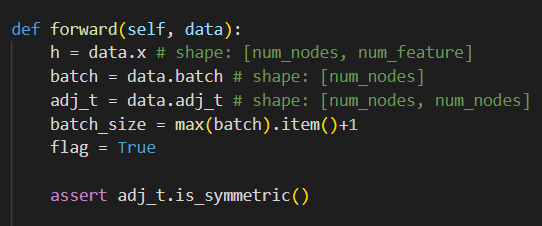 def forward(self, data):
h = data.x # shape: [num_nodes, num_feature]
batch = data.batch # shape: [num_nodes]
adj_t = data.adj_t # shape: [num_nodes, num_nodes]
batch_size = max(batch).item()+1
flag = True
assert adj_t.is_symmetric()